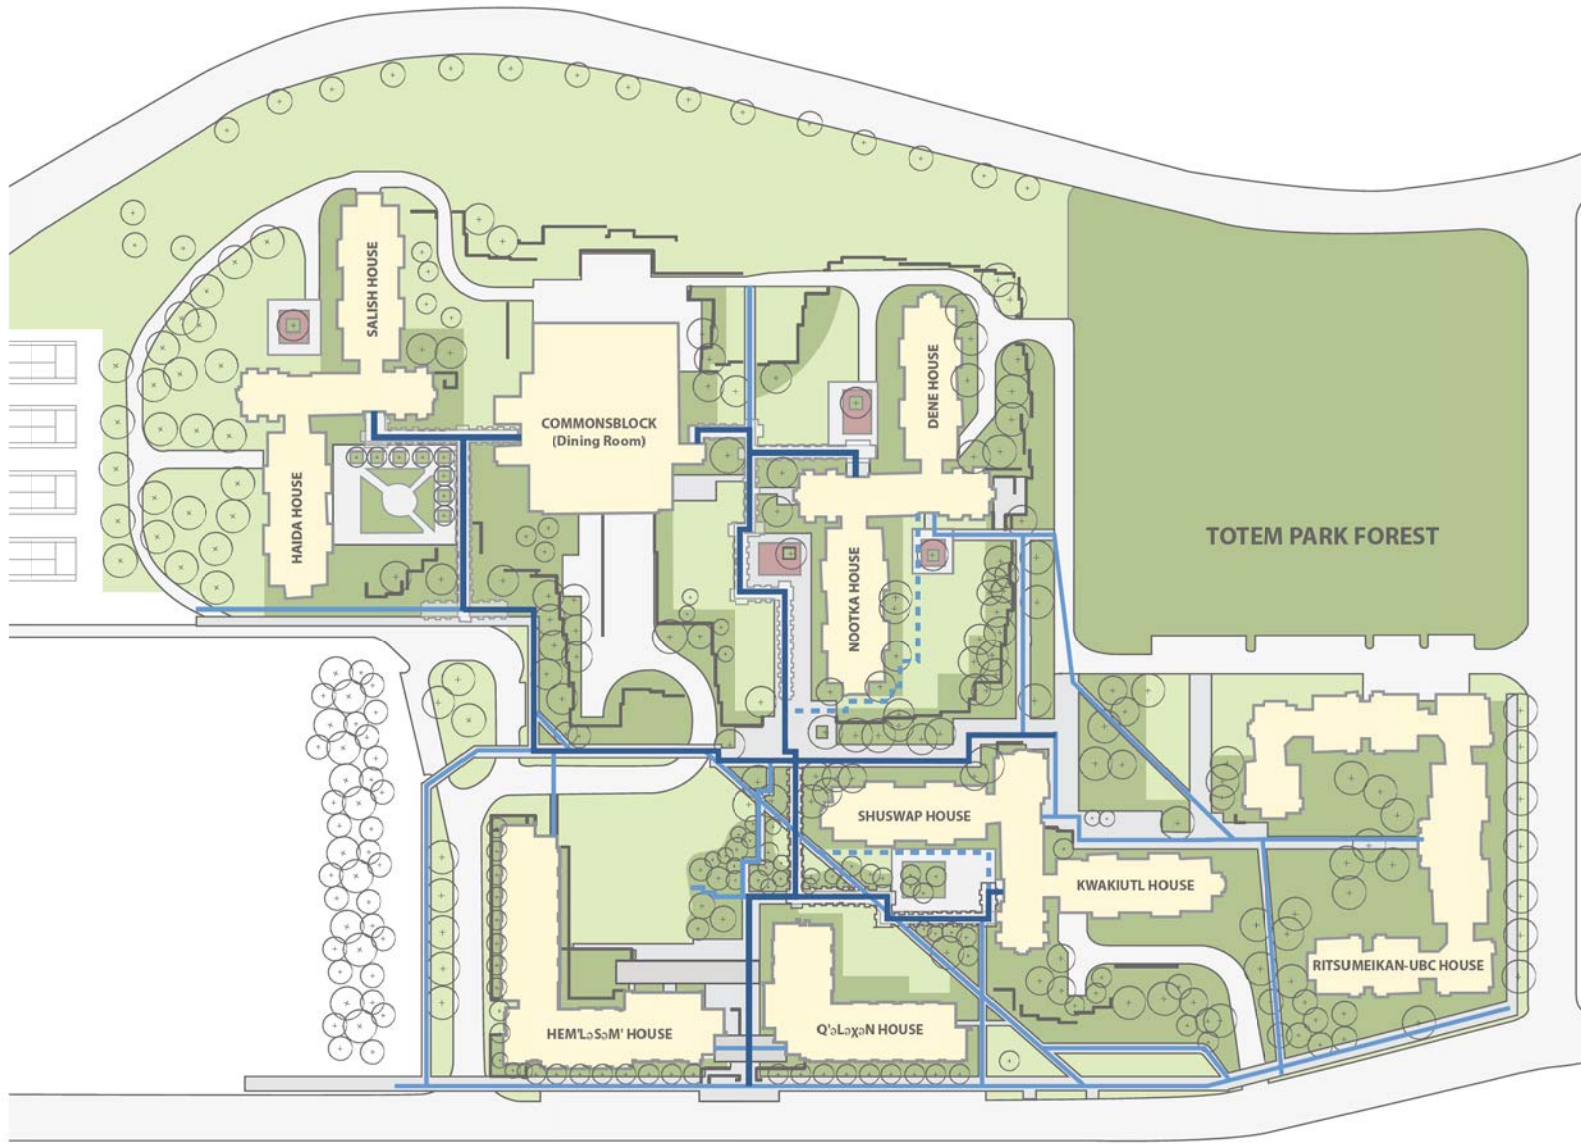 SALISH HOUSE
COMMONSBLOCK
(Dining Room)
DENE HOUSE
HAIDA HOUSE
TOTEM PARK FOREST
NOOTKA HOUSE
SHUSWAP HOUSE
KWAKIUTL HOUSE
RITSUMEIKAN-UBC HOUSE
HEM'LəSəM' HOUSE
Q'əLəχəN HOUSE